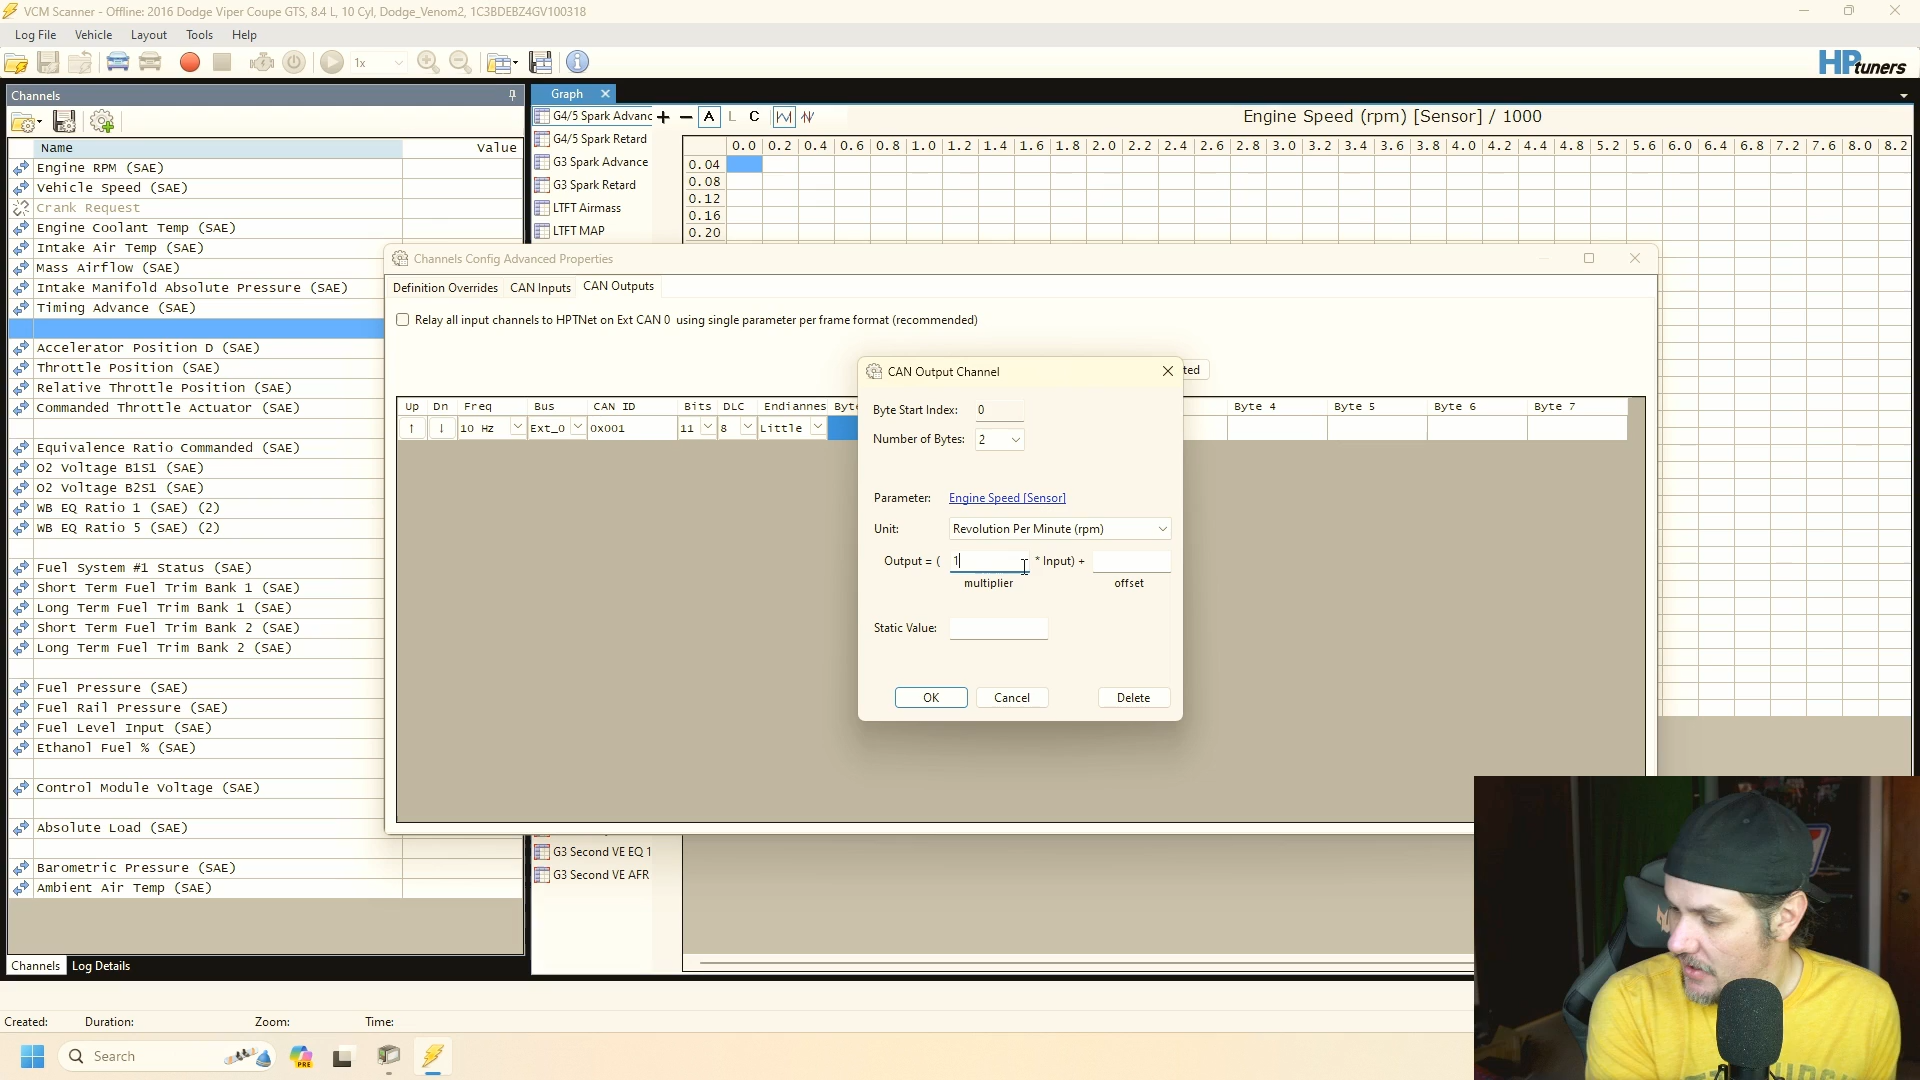 VCM Scanner - Offline: 2016 Dodge Viper Coupe GTS, 8.4 L, 10 Cyl, Dodge_Venom2, 1C3BDEBZ4GV100318
Log File Vehicle Layout Tools Help
1x
HPtuners
Channels
Graph
G4/5 Spark Advanc
A L C
Engine Speed (rpm) [Sensor] / 1000
Name Value
0.0 0.2 0.4 0.6 0.8 1.0 1.2 1.4 1.6 1.8 2.0 2.2 2.4 2.6 2.8 3.0 3.2 3.4 3.6 3.8 4.0 4.2 4.4 4.6 4.8 5.2 5.6 6.0 6.4 6.8 7.2 7.6 8.0 8.2
G4/5 Spark Retard
G3 Spark Advance
G3 Spark Retard
LTFT Airmass
LTFT MAP
0.04
0.08
0.12
0.16
0.20
Engine RPM (SAE)
Vehicle Speed (SAE)
Crank Request
Engine Coolant Temp (SAE)
Intake Air Temp (SAE)
Mass Airflow (SAE)
Intake Manifold Absolute Pressure (SAE)
Timing Advance (SAE)
Accelerator Position D (SAE)
Throttle Position (SAE)
Relative Throttle Position (SAE)
Commanded Throttle Actuator (SAE)
Equivalence Ratio Commanded (SAE)
O2 Voltage B1S1 (SAE)
O2 Voltage B2S1 (SAE)
WB EQ Ratio 1 (SAE) (2)
WB EQ Ratio 5 (SAE) (2)
Fuel System #1 Status (SAE)
Short Term Fuel Trim Bank 1 (SAE)
Long Term Fuel Trim Bank 1 (SAE)
Short Term Fuel Trim Bank 2 (SAE)
Long Term Fuel Trim Bank 2 (SAE)
Fuel Pressure (SAE)
Fuel Rail Pressure (SAE)
Fuel Level Input (SAE)
Ethanol Fuel % (SAE)
Control Module Voltage (SAE)
Absolute Load (SAE)
Barometric Pressure (SAE)
Ambient Air Temp (SAE)
Channels Config Advanced Properties
Definition Overrides CAN Inputs CAN Outputs
Relay all input channels to HPTNet on Ext CAN 0 using single parameter per frame format (recommended)
ted
Up Dn Freq Bus CAN ID Bits DLC Endiannes Byte Byte 4 Byte 5 Byte 6 Byte 7
10 Hz Ext_0 0x001 11 8 Little
CAN Output Channel
Byte Start Index: 0
Number of Bytes: 2
Parameter: Engine Speed [Sensor]
Unit: Revolution Per Minute (rpm)
Output = ( 1 * Input) +
multiplier offset
Static Value:
OK Cancel Delete
G3 Second VE EQ 1
G3 Second VE AFR
Channels Log Details
Created: Duration: Zoom: Time:
Search
PRE